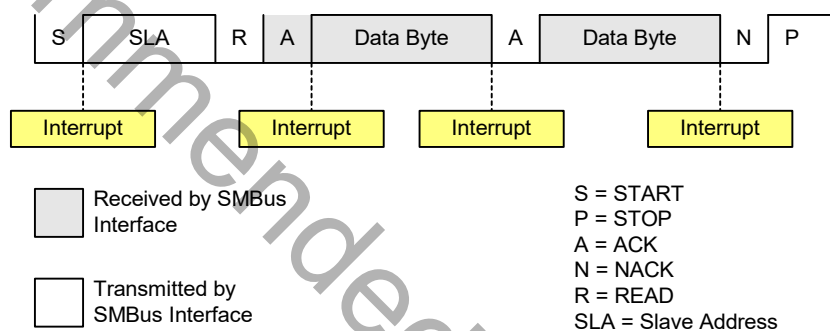 S SLA R A Data Byte A Data Byte N P
Interrupt Interrupt Interrupt Interrupt
Received by SMBus
Interface
Transmitted by
SMBus Interface
S = START
P = STOP
A = ACK
N = NACK
R = READ
SLA = Slave Address